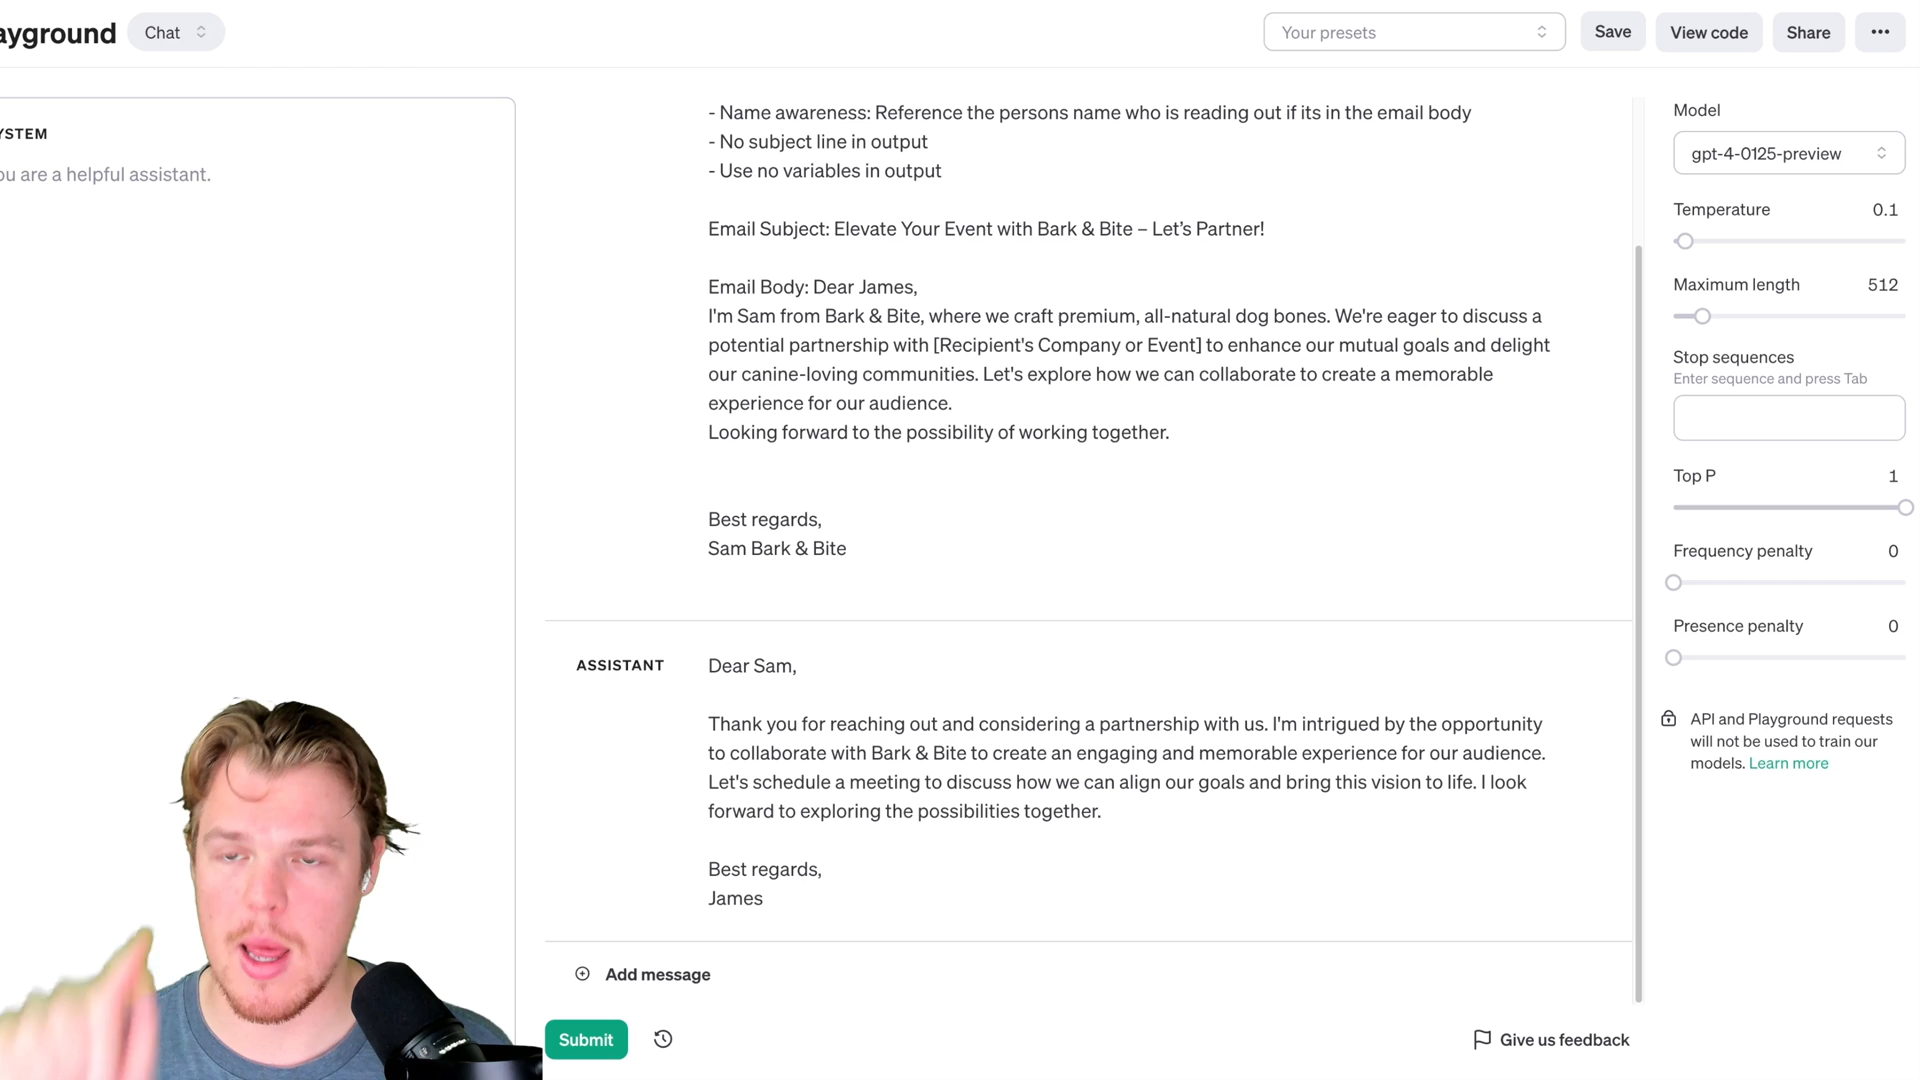 ayground
Chat
Your presets
Save
View code
Share
•••
YSTEM
ou are a helpful assistant.
- Name awareness: Reference the persons name who is reading out if its in the email body
- No subject line in output
- Use no variables in output
Email Subject: Elevate Your Event with Bark & Bite – Let’s Partner!
Email Body: Dear James,
I'm Sam from Bark & Bite, where we craft premium, all-natural dog bones. We're eager to discuss a
potential partnership with [Recipient's Company or Event] to enhance our mutual goals and delight
our canine-loving communities. Let's explore how we can collaborate to create a memorable
experience for our audience.
Looking forward to the possibility of working together.
Best regards,
Sam Bark & Bite
ASSISTANT
Dear Sam,
Thank you for reaching out and considering a partnership with us. I'm intrigued by the opportunity
to collaborate with Bark & Bite to create an engaging and memorable experience for our audience.
Let's schedule a meeting to discuss how we can align our goals and bring this vision to life. I look
forward to exploring the possibilities together.
Best regards,
James
Add message
Submit
Give us feedback
Model
gpt-4-0125-preview
Temperature 0.1
Maximum length 512
Stop sequences
Enter sequence and press Tab
Top P 1
Frequency penalty 0
Presence penalty 0
API and Playground requests
will not be used to train our
models. Learn more